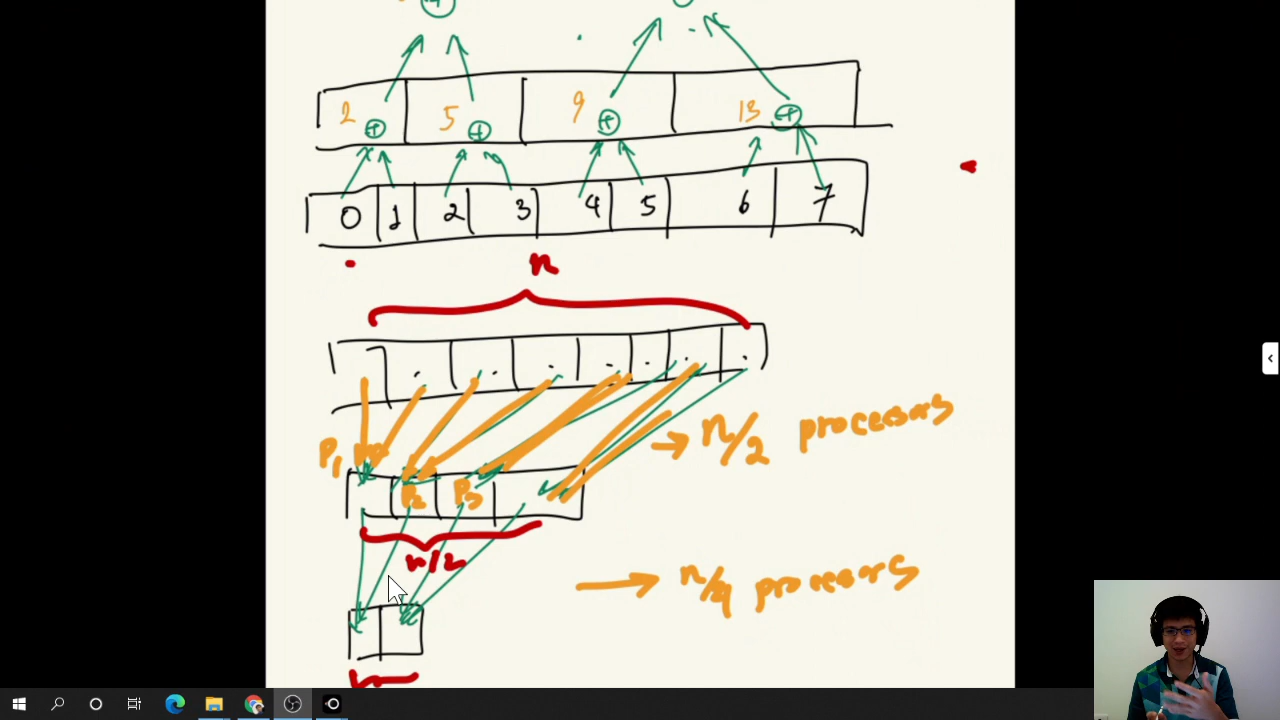 2 5 9 13
0 1 2 3 4 5 6 7
n
→ n/2 processors
P1
P2 P3
n/2
→ n/4 processors